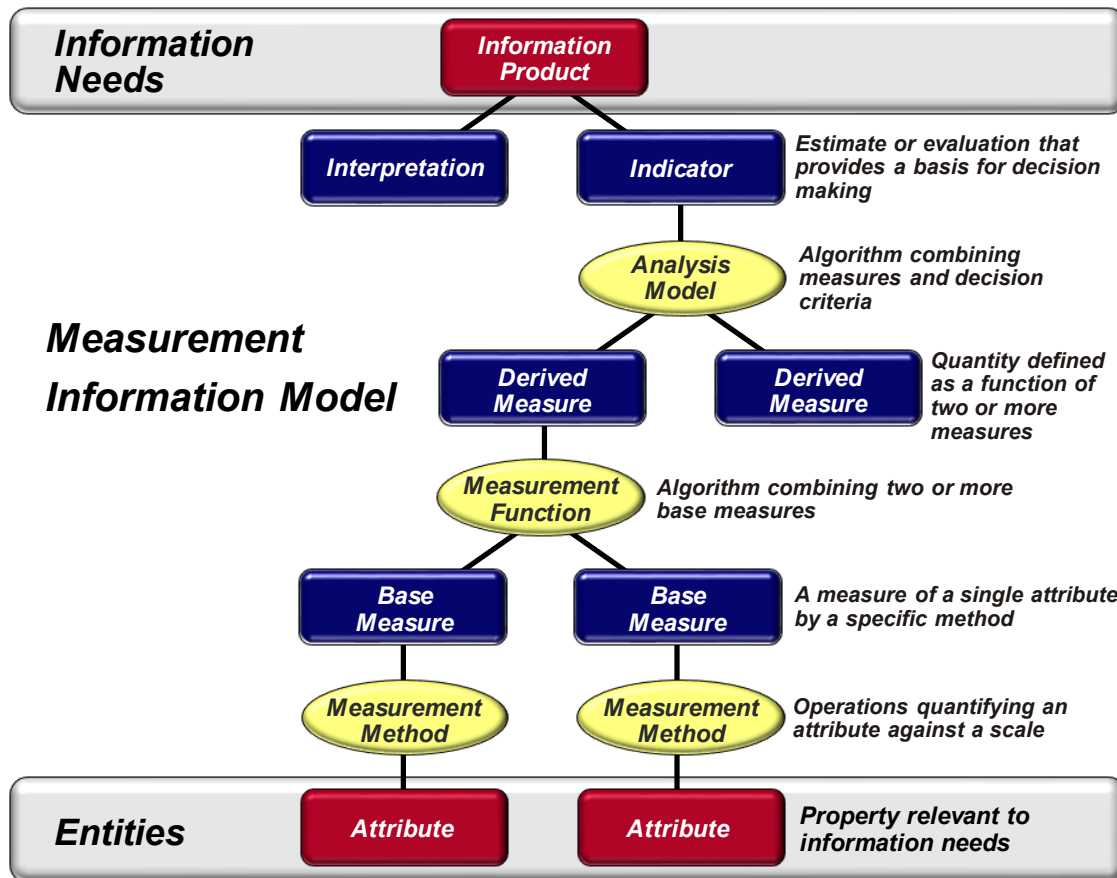 Information
Needs
Information
Product
Interpretation
Indicator
Estimate or evaluation that
provides a basis for decision
making
Analysis
Model
Algorithm combining
measures and decision
criteria
Measurement
Information Model
Derived
Measure
Derived
Measure
Quantity defined
as a function of
two or more
measures
Measurement
Function
Algorithm combining two or more
base measures
Base
Measure
Base
Measure
A measure of a single attribute
by a specific method
Measurement
Method
Measurement
Method
Operations quantifying an
attribute against a scale
Entities
Attribute
Attribute
Property relevant to
information needs